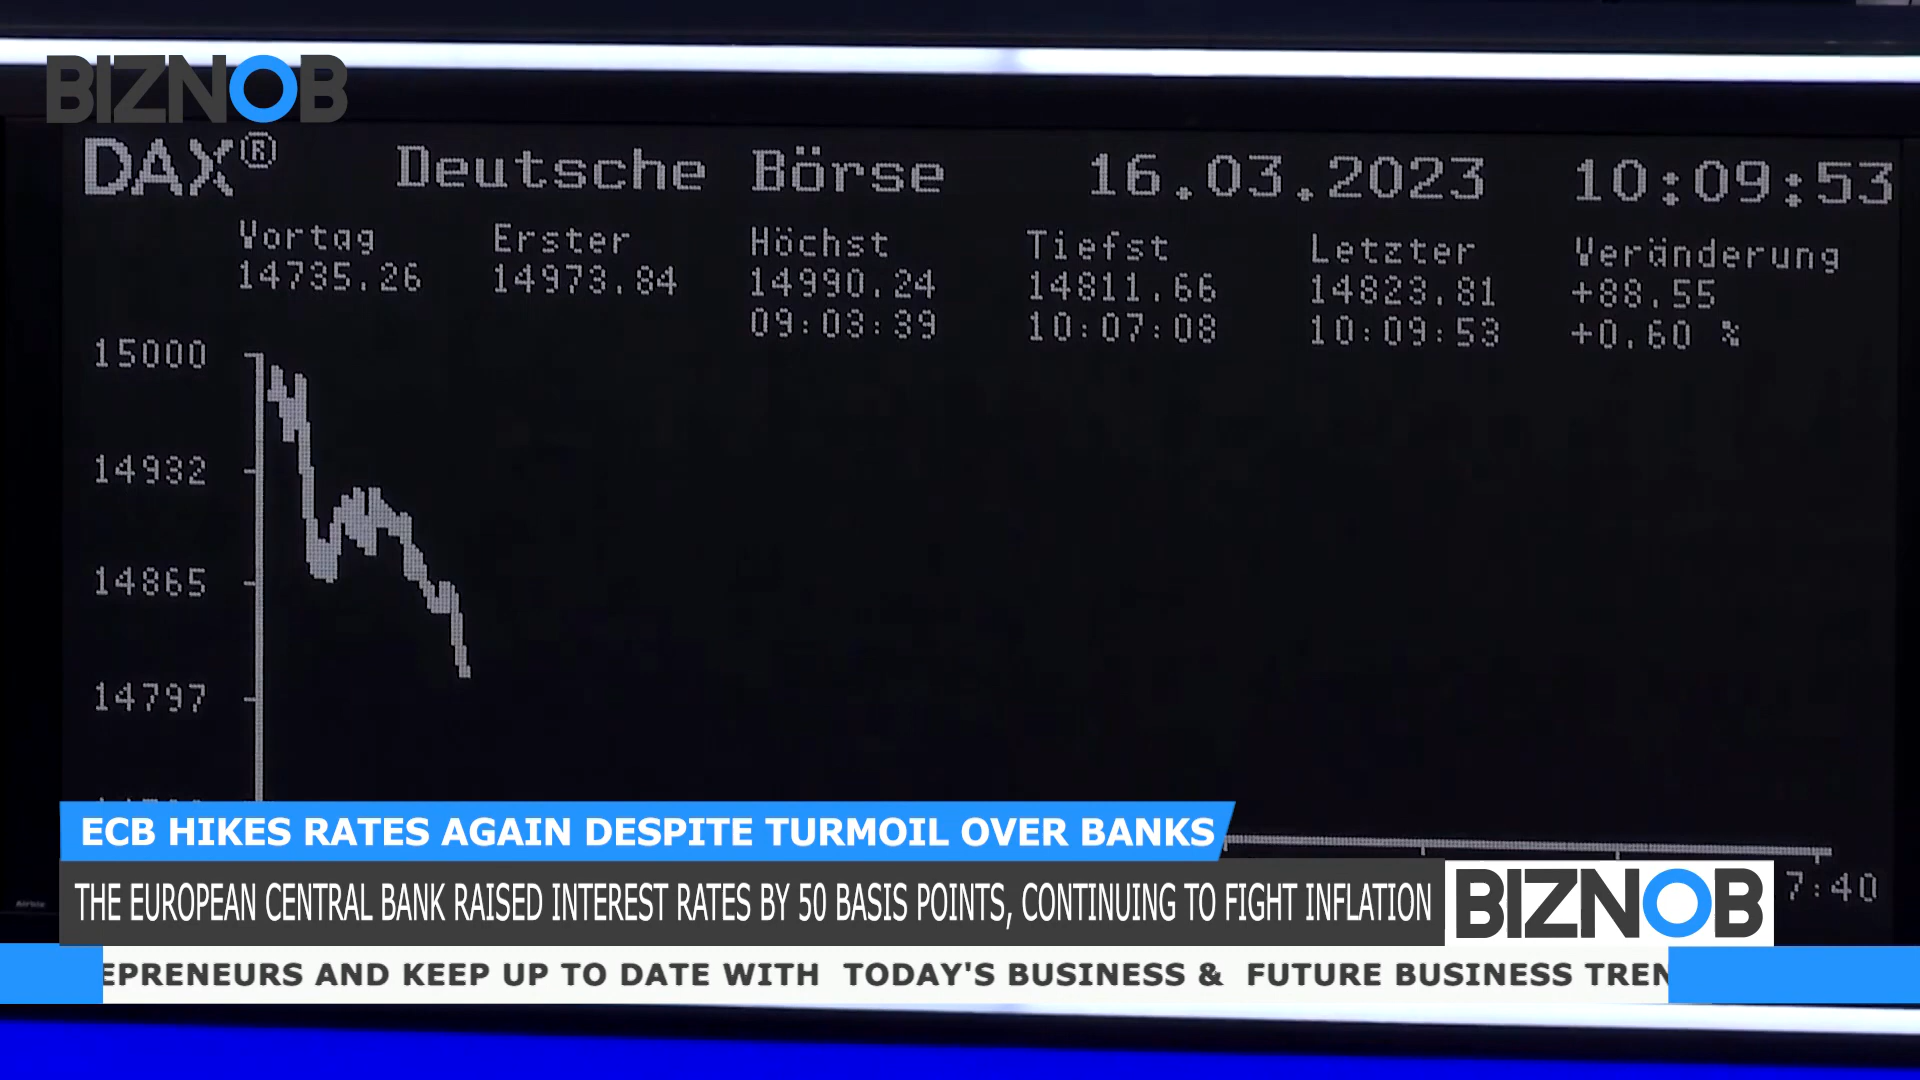 BIZNOB
DAX® Deutsche Börse 16.03.2023 10:09:53
Vortag Erster Höchst Tiefst Letzter Veränderung
14735.26 14973.84 14990.24 14811.66 14823.81 +88.55
09:03:39 10:07:08 10:09:53 +0.60 %
15000
14932
14865
14797
ECB HIKES RATES AGAIN DESPITE TURMOIL OVER BANKS
THE EUROPEAN CENTRAL BANK RAISED INTEREST RATES BY 50 BASIS POINTS, CONTINUING TO FIGHT INFLATION
BIZNOB
7:40
EPRENEURS AND KEEP UP TO DATE WITH TODAY'S BUSINESS & FUTURE BUSINESS TREN